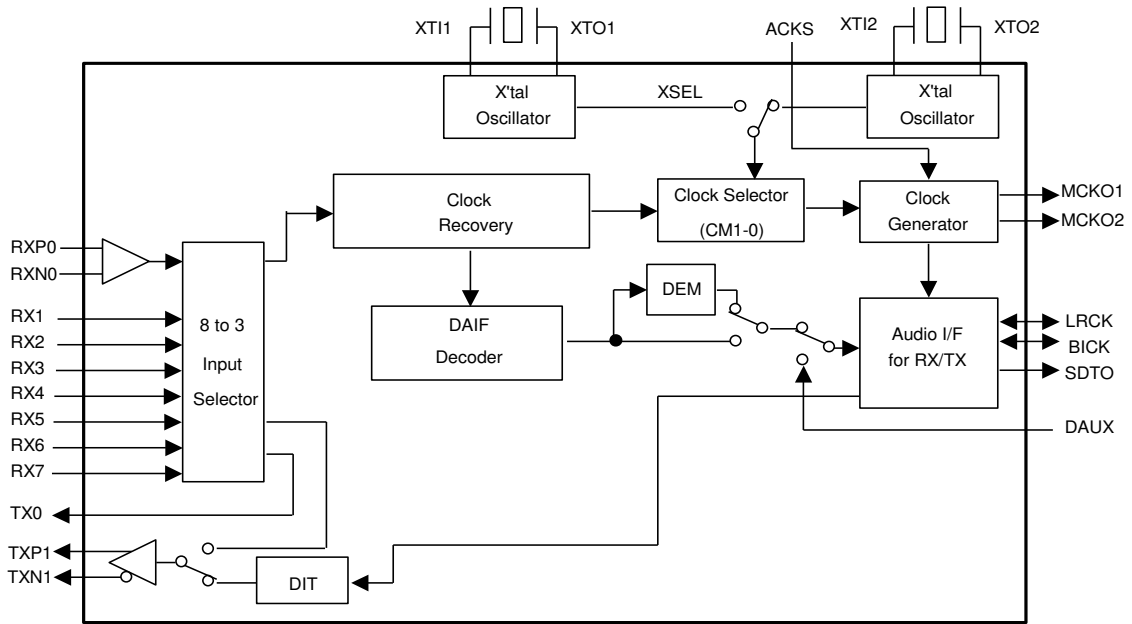 XTI1
XTO1
ACKS
XTI2
XTO2
X'tal
Oscillator
XSEL
X'tal
Oscillator
Clock
Recovery
Clock Selector
(CM1-0)
Clock
Generator
MCKO1
MCKO2
RXP0
RXN0
RX1
RX2
RX3
RX4
RX5
RX6
RX7
8 to 3
Input
Selector
DAIF
Decoder
DEM
Audio I/F
for RX/TX
LRCK
BICK
SDTO
DAUX
TX0
TXP1
TXN1
DIT